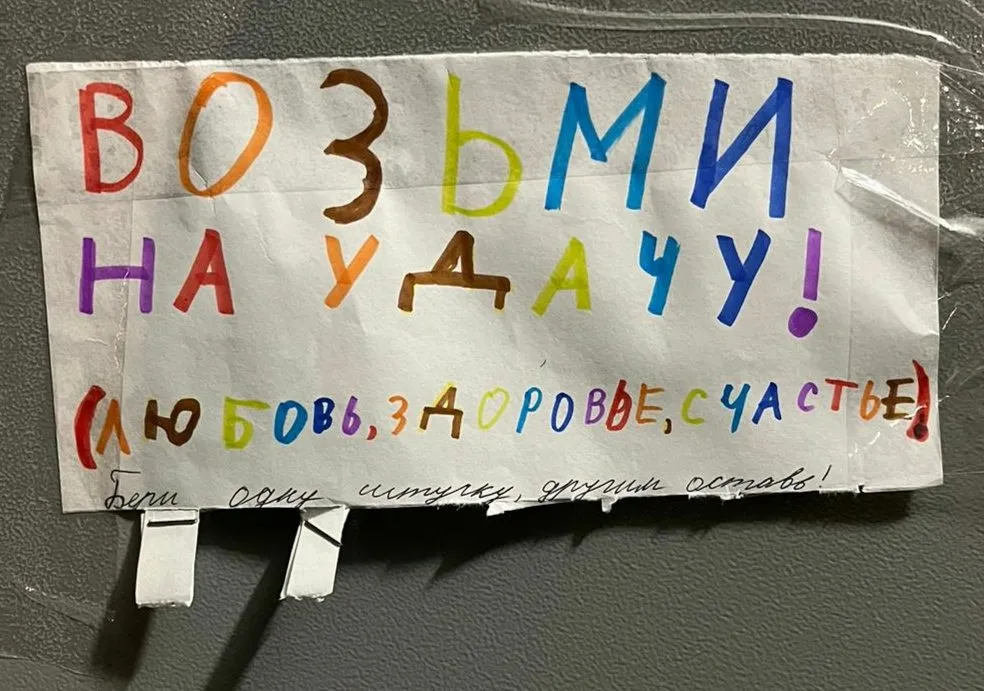 ВОЗЬМИ
НА УДАЧУ!
(ЛЮБОВЬ, ЗДОРОВЬЕ, СЧАСТЬЕ)
Бери одну штучку, другим оставь!